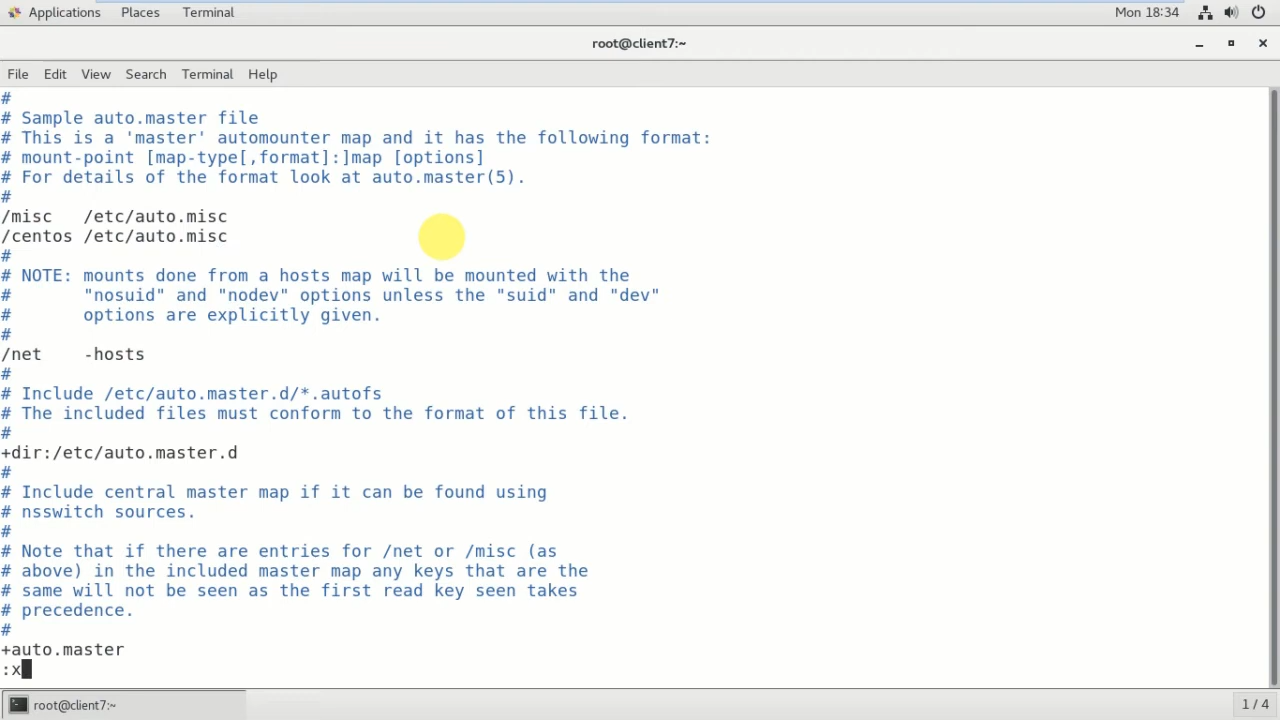 Applications Places Terminal Mon 18:34
root@client7:~
File Edit View Search Terminal Help
#
# Sample auto.master file
# This is a 'master' automounter map and it has the following format:
# mount-point [map-type[,format]:]map [options]
# For details of the format look at auto.master(5).
#
/misc   /etc/auto.misc
/centos /etc/auto.misc
#
# NOTE: mounts done from a hosts map will be mounted with the
#       "nosuid" and "nodev" options unless the "suid" and "dev"
#       options are explicitly given.
#
/net    -hosts
#
# Include /etc/auto.master.d/*.autofs
# The included files must conform to the format of this file.
#
+dir:/etc/auto.master.d
#
# Include central master map if it can be found using
# nsswitch sources.
#
# Note that if there are entries for /net or /misc (as
# above) in the included master map any keys that are the
# same will not be seen as the first read key seen takes
# precedence.
#
+auto.master
:x
root@client7:~ 1 / 4